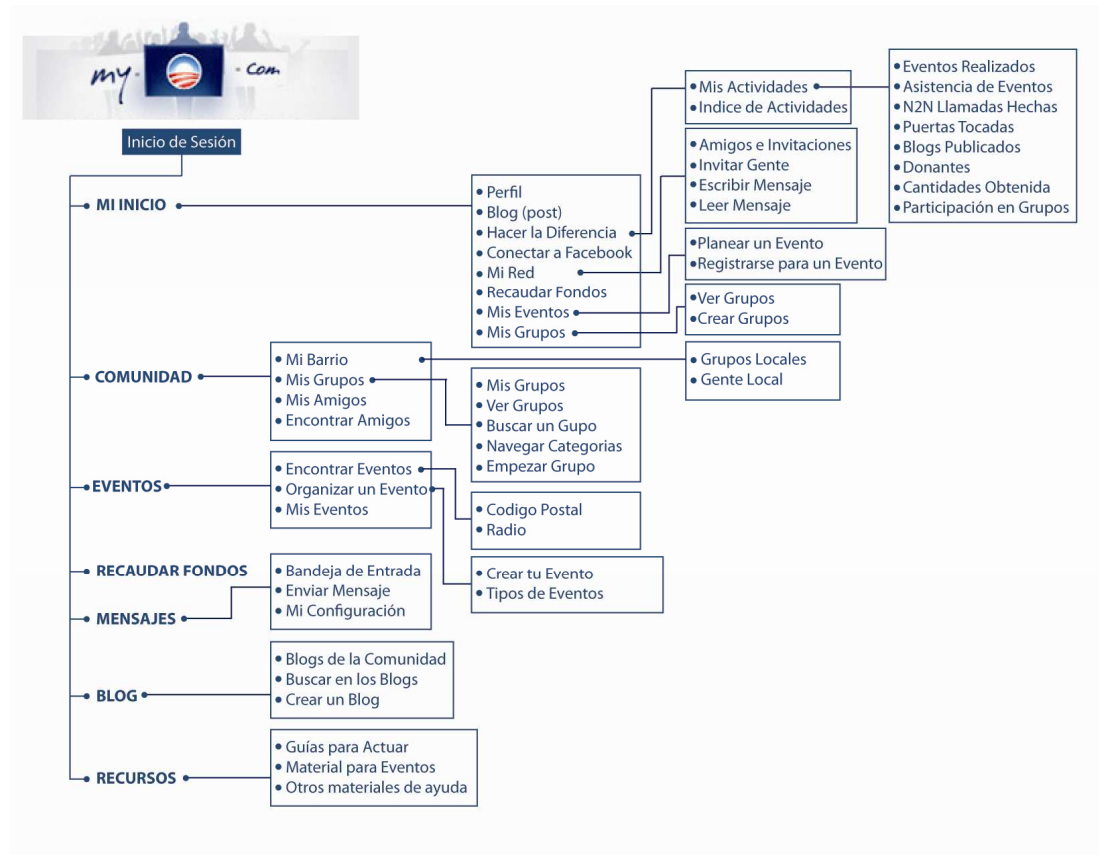 my
.com
Inicio de Sesión
MI INICIO
Perfil
Blog (post)
Hacer la Diferencia
Conectar a Facebook
Mi Red
Recaudar Fondos
Mis Eventos
Mis Grupos
Mis Actividades
Indice de Actividades
Eventos Realizados
Asistencia de Eventos
N2N Llamadas Hechas
Puertas Tocadas
Blogs Publicados
Donantes
Cantidades Obtenida
Participación en Grupos
Amigos e Invitaciones
Invitar Gente
Escribir Mensaje
Leer Mensaje
Planear un Evento
Registrarse para un Evento
Ver Grupos
Crear Grupos
COMUNIDAD
Mi Barrio
Mis Grupos
Mis Amigos
Encontrar Amigos
Grupos Locales
Gente Local
Mis Grupos
Ver Grupos
Buscar un Gupo
Navegar Categorias
Empezar Grupo
EVENTOS
Encontrar Eventos
Organizar un Evento
Mis Eventos
Codigo Postal
Radio
Crear tu Evento
Tipos de Eventos
RECAUDAR FONDOS
MENSAJES
Bandeja de Entrada
Enviar Mensaje
Mi Configuración
BLOG
Blogs de la Comunidad
Buscar en los Blogs
Crear un Blog
RECURSOS
Guías para Actuar
Material para Eventos
Otros materiales de ayuda